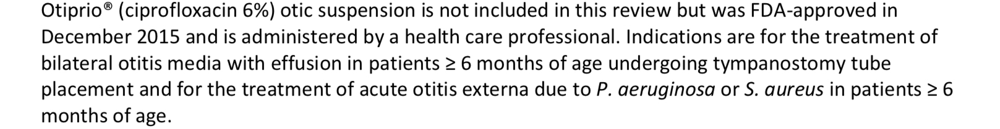 Otiprio® (ciprofloxacin 6%) otic suspension is not included in this review but was FDA-approved in
December 2015 and is administered by a health care professional. Indications are for the treatment of
bilateral otitis media with effusion in patients ≥ 6 months of age undergoing tympanostomy tube
placement and for the treatment of acute otitis externa due to P. aeruginosa or S. aureus in patients ≥ 6
months of age.